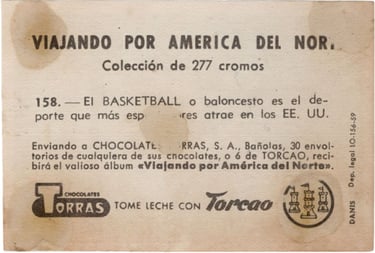 VIAJANDO POR AMERICA DEL NOR.
Colección de 277 cromos
158. — El BASKETBALL o baloncesto es el de-
porte que más esp res atrae en los EE. UU.
Enviando a CHOCOLATE RRAS, S. A., Bañolas, 30 envol-
torios de cualquiera de sus chocolates, o ó de TORCAO, reci-
birá el valioso álbum «Viajando por América del Norte».
CHOCOLATES
TORRAS
TOME LECHE CON Torcao
DANIS Dep. legal LO-156-59